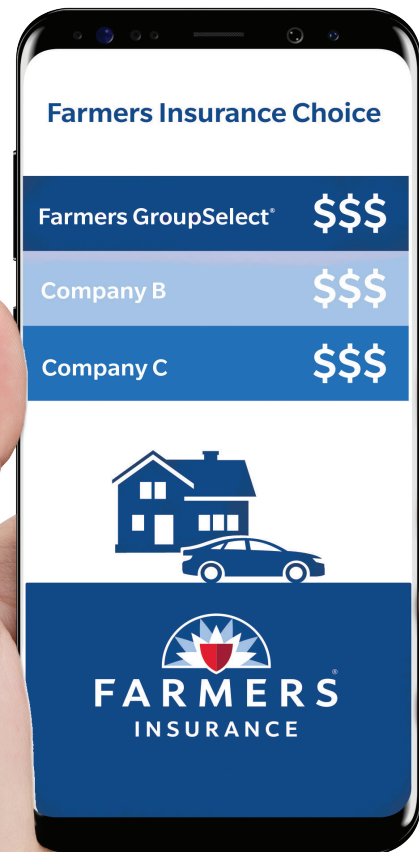 Farmers Insurance Choice
Farmers GroupSelect® $$$
Company B $$$
Company C $$$
FARMERS®
INSURANCE